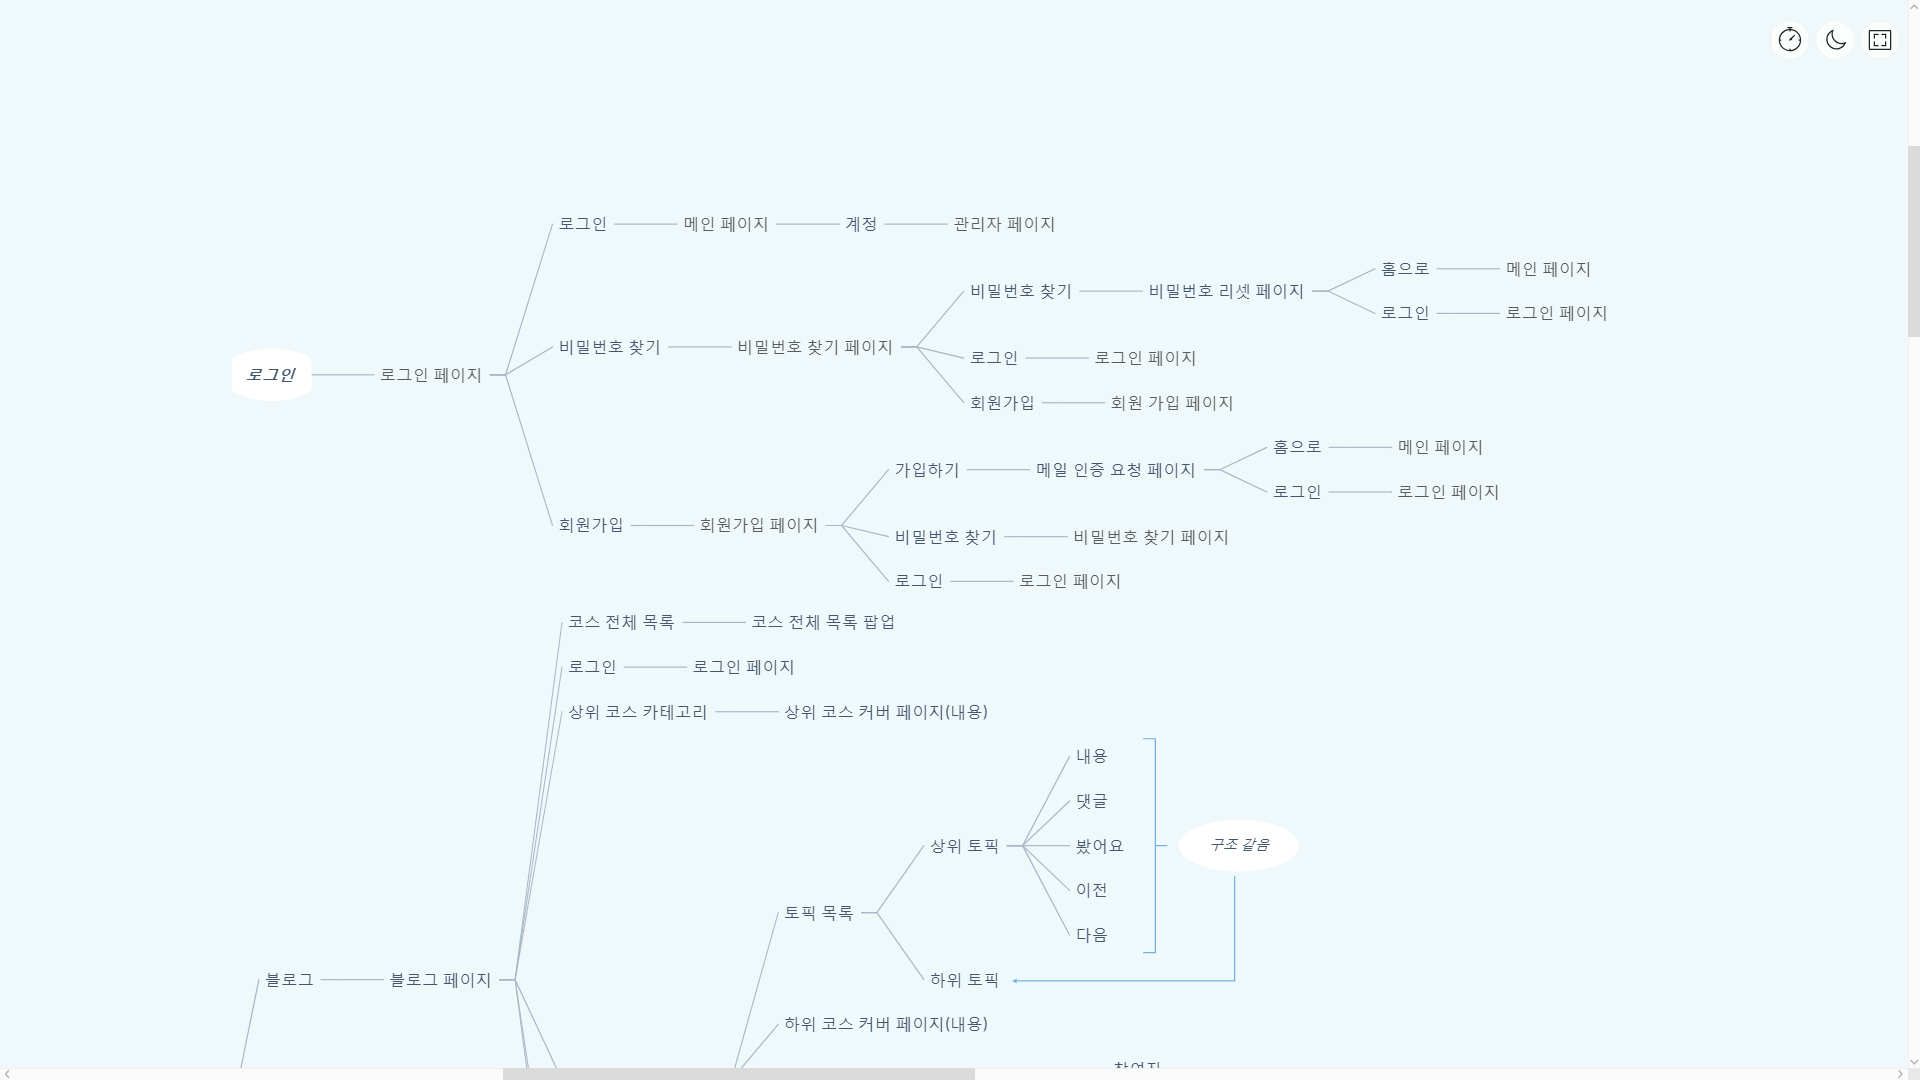 로그인 메인 페이지 계정 관리자 페이지
홈으로 메인 페이지
비밀번호 찾기 비밀번호 리셋 페이지
로그인 로그인 페이지
비밀번호 찾기 비밀번호 찾기 페이지
로그인 로그인 페이지
로그인 로그인 페이지
회원가입 회원 가입 페이지
홈으로 메인 페이지
가입하기 메일 인증 요청 페이지
로그인 로그인 페이지
회원가입 회원가입 페이지
비밀번호 찾기 비밀번호 찾기 페이지
로그인 로그인 페이지
코스 전체 목록 코스 전체 목록 팝업
로그인 로그인 페이지
상위 코스 카테고리 상위 코스 커버 페이지(내용)
내용
댓글
상위 토픽 봤어요 구조 같음
이전
토픽 목록
다음
블로그 블로그 페이지 하위 토픽
하위 코스 커버 페이지(내용)